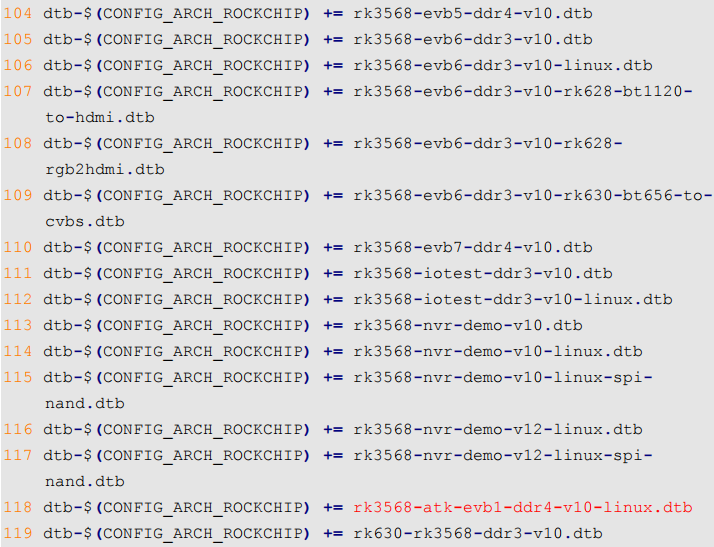 104 dtb-$(CONFIG_ARCH_ROCKCHIP) += rk3568-evb5-ddr4-v10.dtb
105 dtb-$(CONFIG_ARCH_ROCKCHIP) += rk3568-evb6-ddr3-v10.dtb
106 dtb-$(CONFIG_ARCH_ROCKCHIP) += rk3568-evb6-ddr3-v10-linux.dtb
107 dtb-$(CONFIG_ARCH_ROCKCHIP) += rk3568-evb6-ddr3-v10-rk628-bt1120-
to-hdmi.dtb
108 dtb-$(CONFIG_ARCH_ROCKCHIP) += rk3568-evb6-ddr3-v10-rk628-
rgb2hdmi.dtb
109 dtb-$(CONFIG_ARCH_ROCKCHIP) += rk3568-evb6-ddr3-v10-rk630-bt656-to-
cvbs.dtb
110 dtb-$(CONFIG_ARCH_ROCKCHIP) += rk3568-evb7-ddr4-v10.dtb
111 dtb-$(CONFIG_ARCH_ROCKCHIP) += rk3568-iotest-ddr3-v10.dtb
112 dtb-$(CONFIG_ARCH_ROCKCHIP) += rk3568-iotest-ddr3-v10-linux.dtb
113 dtb-$(CONFIG_ARCH_ROCKCHIP) += rk3568-nvr-demo-v10.dtb
114 dtb-$(CONFIG_ARCH_ROCKCHIP) += rk3568-nvr-demo-v10-linux.dtb
115 dtb-$(CONFIG_ARCH_ROCKCHIP) += rk3568-nvr-demo-v10-linux-spi-
nand.dtb
116 dtb-$(CONFIG_ARCH_ROCKCHIP) += rk3568-nvr-demo-v12-linux.dtb
117 dtb-$(CONFIG_ARCH_ROCKCHIP) += rk3568-nvr-demo-v12-linux-spi-
nand.dtb
118 dtb-$(CONFIG_ARCH_ROCKCHIP) += rk3568-atk-evb1-ddr4-v10-linux.dtb
119 dtb-$(CONFIG_ARCH_ROCKCHIP) += rk630-rk3568-ddr3-v10.dtb